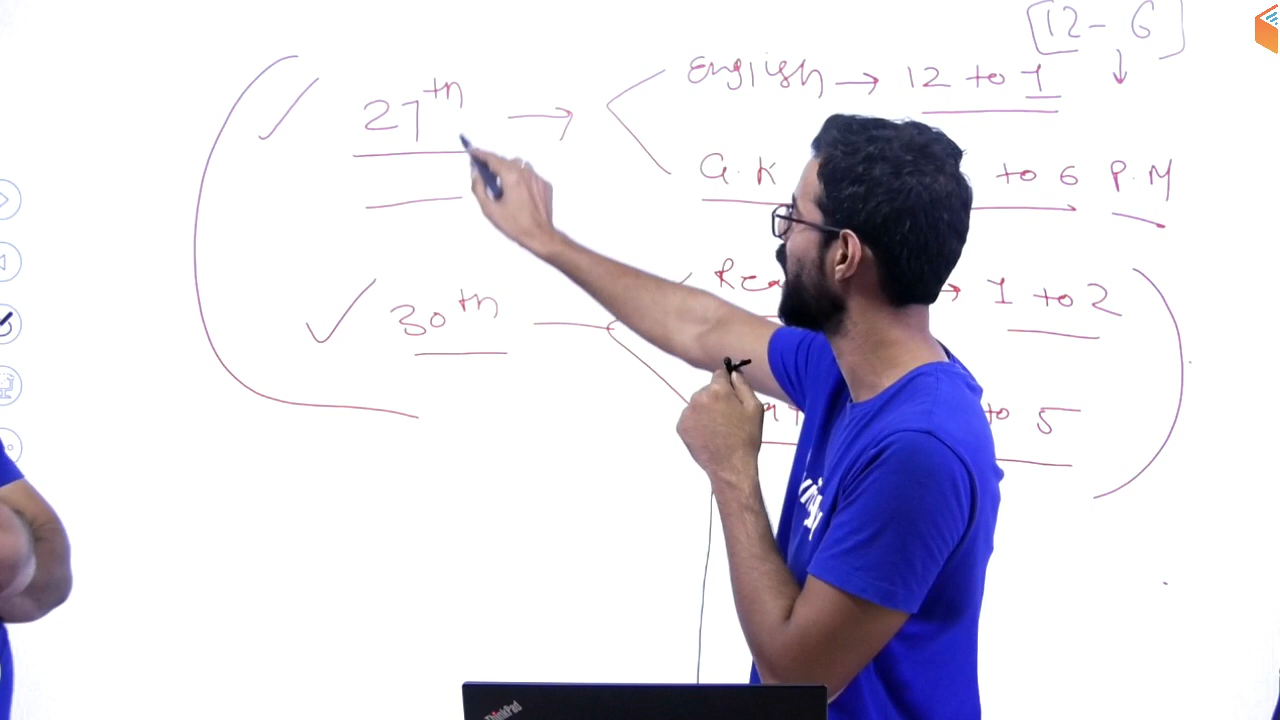 [12 - 6]
English → 12 to 1
27th →
G.K to 6 P.M
30th
1 to 2
to 5
ThinkPad